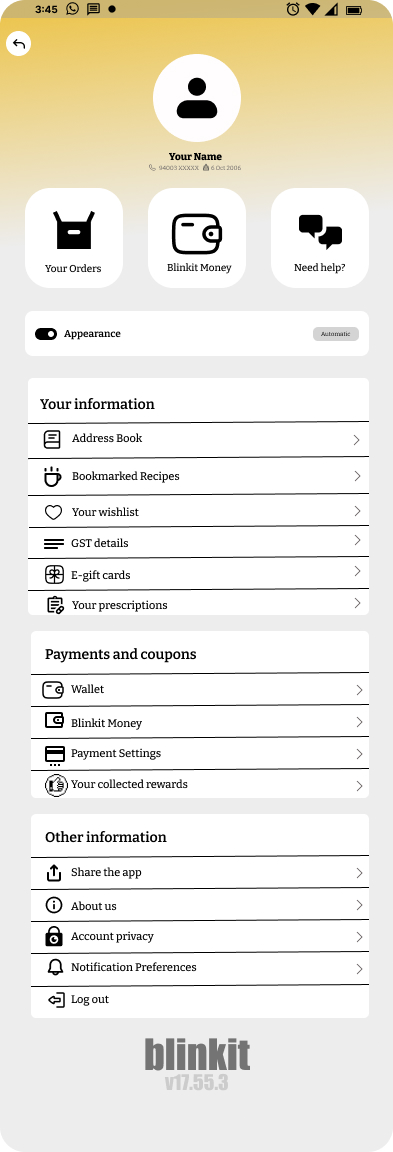 3:45
Your Name
94003 XXXXX 6 Oct 2006
Your Orders
Blinkit Money
Need help?
Appearance
Automatic
Your information
Address Book
Bookmarked Recipes
Your wishlist
GST details
E-gift cards
Your prescriptions
Payments and coupons
Wallet
Blinkit Money
Payment Settings
Your collected rewards
Other information
Share the app
About us
Account privacy
Notification Preferences
Log out
blinkit
v17.55.3